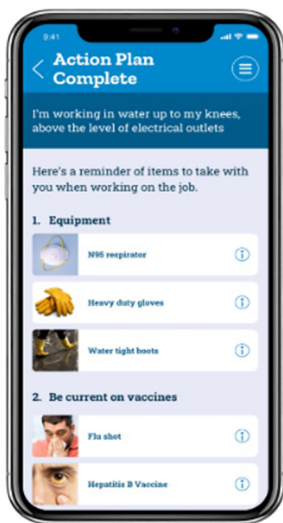 9:41
Action Plan
Complete
I'm working in water up to my knees,
above the level of electrical outlets
Here's a reminder of items to take with
you when working on the job.
1. Equipment
N95 respirator
Heavy duty gloves
Water tight boots
2. Be current on vaccines
Flu shot
Hepatitis B Vaccine